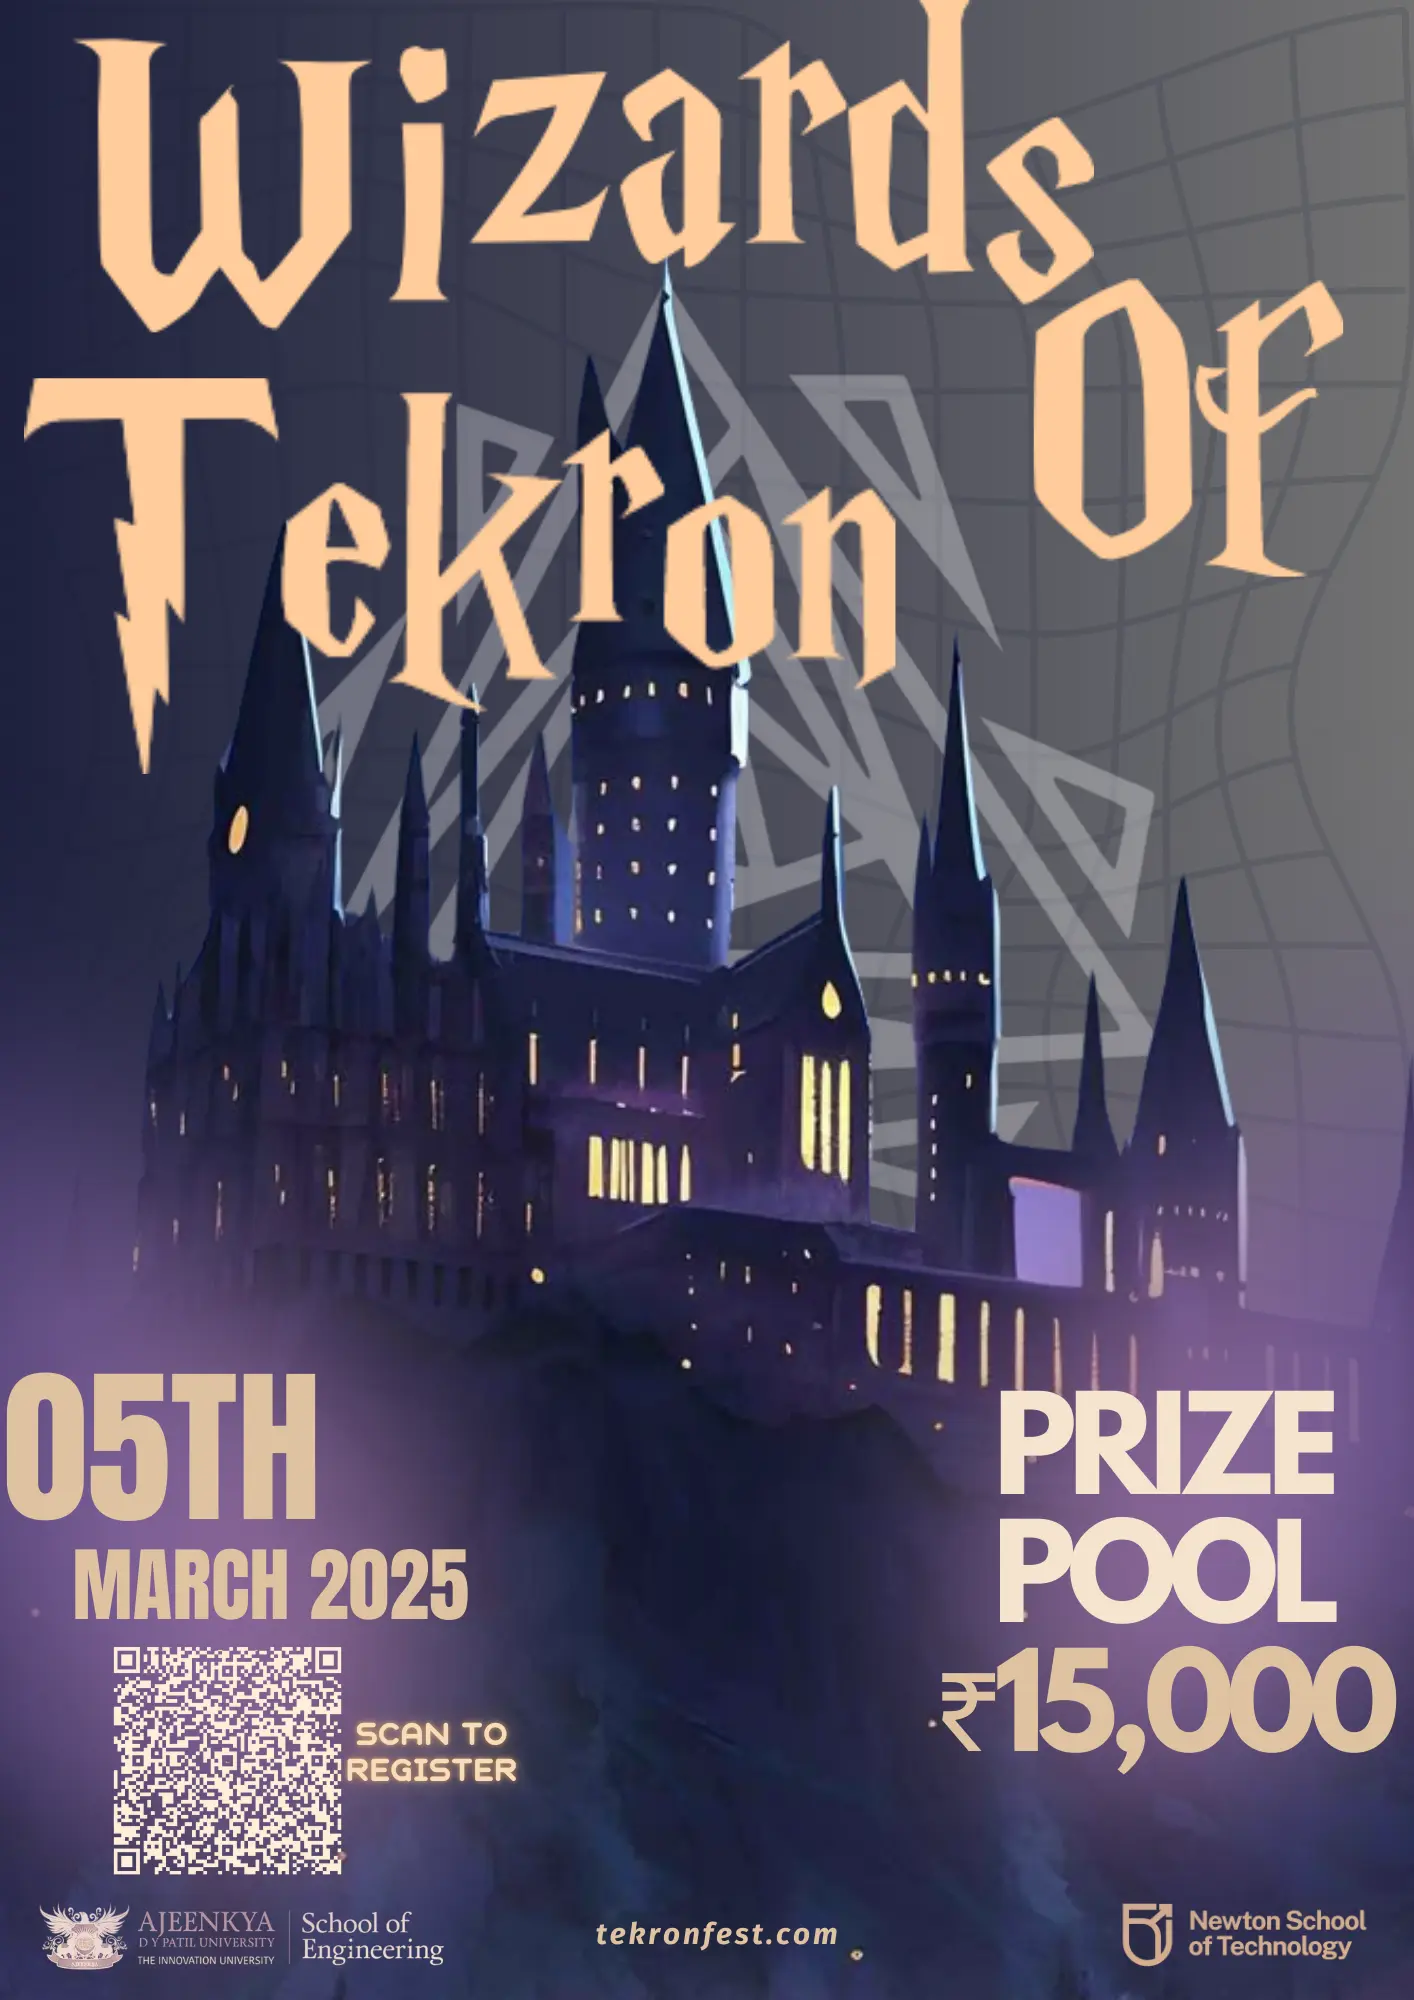 Wizards
Of
Tekron
05TH
MARCH 2025
PRIZE
POOL
₹15,000
SCAN TO
REGISTER
AJEENKYA
D Y PATIL UNIVERSITY
THE INNOVATION UNIVERSITY
School of
Engineering
tekronfest.com
Newton School
of Technology